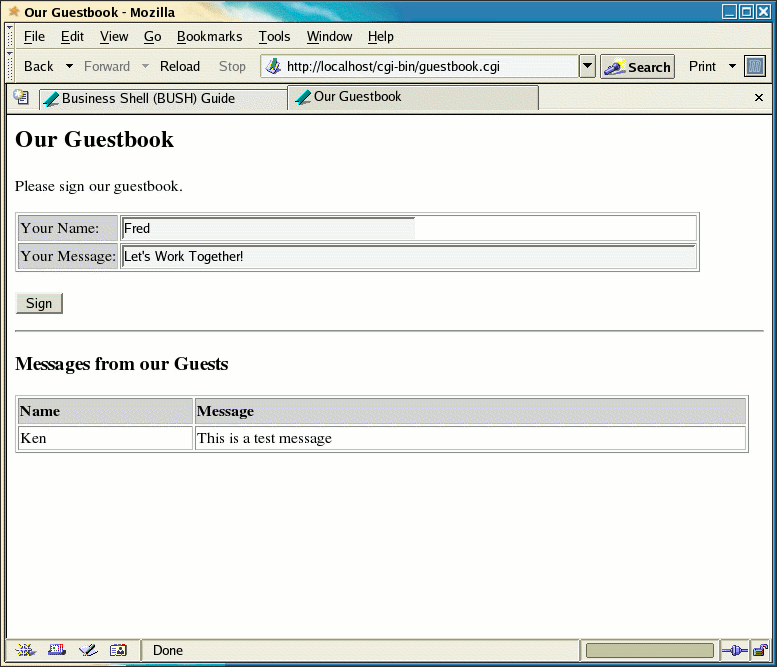 Our Guestbook - Mozilla
File Edit View Go Bookmarks Tools Window Help
Back Forward Reload Stop http://localhost/cgi-bin/guestbook.cgi Search Print
Business Shell (BUSH) Guide Our Guestbook
Our Guestbook
Please sign our guestbook.
Your Name: Fred
Your Message: Let's Work Together!
Sign
Messages from our Guests
Name Message
Ken This is a test message
Done